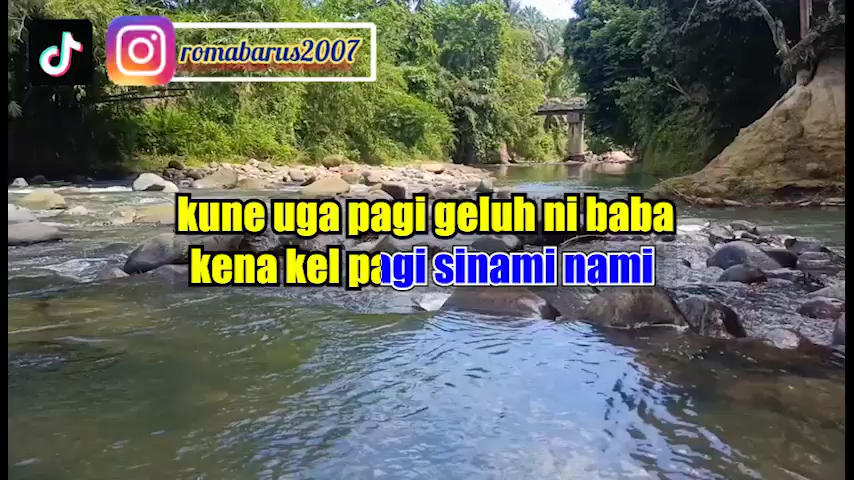 romabarus2007
kune uga pagi geluh ni baba
kena kel pagi sinami nami